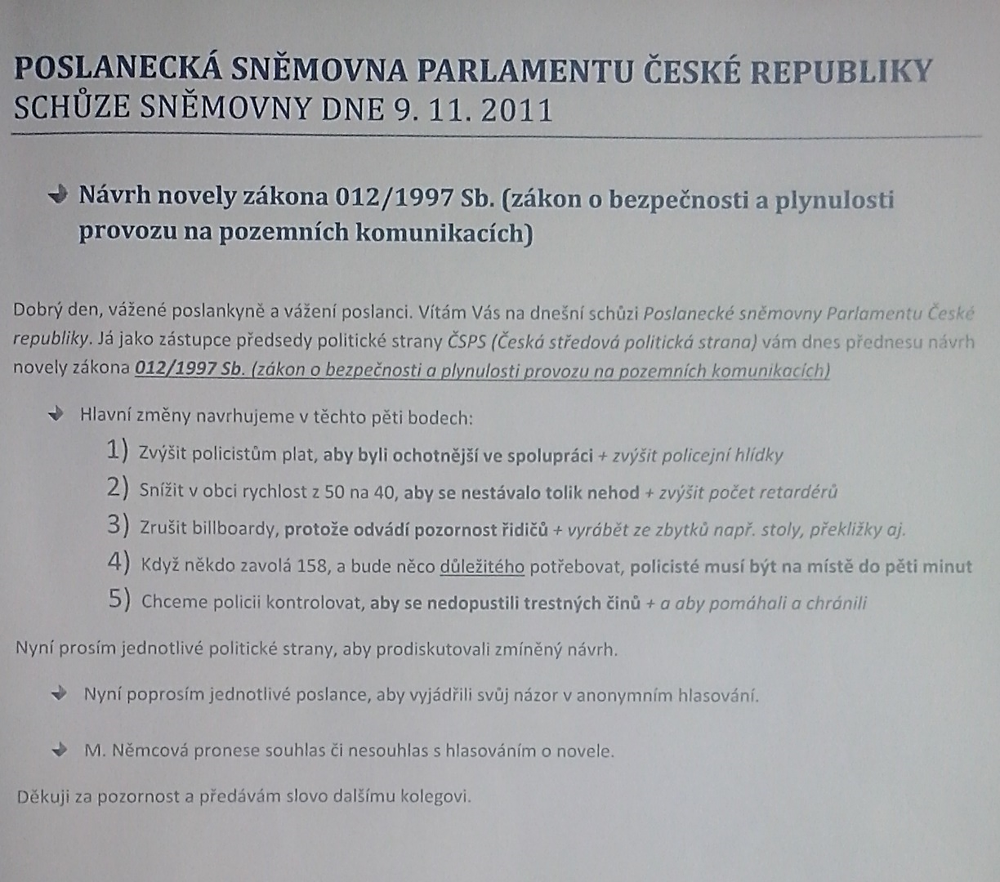 POSLANECKÁ SNĚMOVNA PARLAMENTU ČESKÉ REPUBLIKY
SCHŮZE SNĚMOVNY DNE 9. 11. 2011
Návrh novely zákona 012/1997 Sb. (zákon o bezpečnosti a plynulosti
provozu na pozemních komunikacích)
Dobrý den, vážené poslankyně a vážení poslanci. Vítám Vás na dnešní schůzi Poslanecké sněmovny Parlamentu České
republiky. Já jako zástupce předsedy politické strany ČSPS (Česká středová politická strana) vám dnes přednesu návrh
novely zákona 012/1997 Sb. (zákon o bezpečnosti a plynulosti provozu na pozemních komunikacích)
Hlavní změny navrhujeme v těchto pěti bodech:
1) Zvýšit policistům plat, aby byli ochotnější ve spolupráci + zvýšit policejní hlídky
2) Snížit v obci rychlost z 50 na 40, aby se nestávalo tolik nehod + zvýšit počet retardérů
3) Zrušit billboardy, protože odvádí pozornost řidičů + vyrábět ze zbytků např. stoly, překližky aj.
4) Když někdo zavolá 158, a bude něco důležitého potřebovat, policisté musí být na místě do pěti minut
5) Chceme policii kontrolovat, aby se nedopustili trestných činů + a aby pomáhali a chránili
Nyní prosím jednotlivé politické strany, aby prodiskutovali zmíněný návrh.
Nyní poprosím jednotlivé poslance, aby vyjádřili svůj názor v anonymním hlasování.
M. Němcová pronese souhlas či nesouhlas s hlasováním o novele.
Děkuji za pozornost a předávám slovo dalšímu kolegovi.